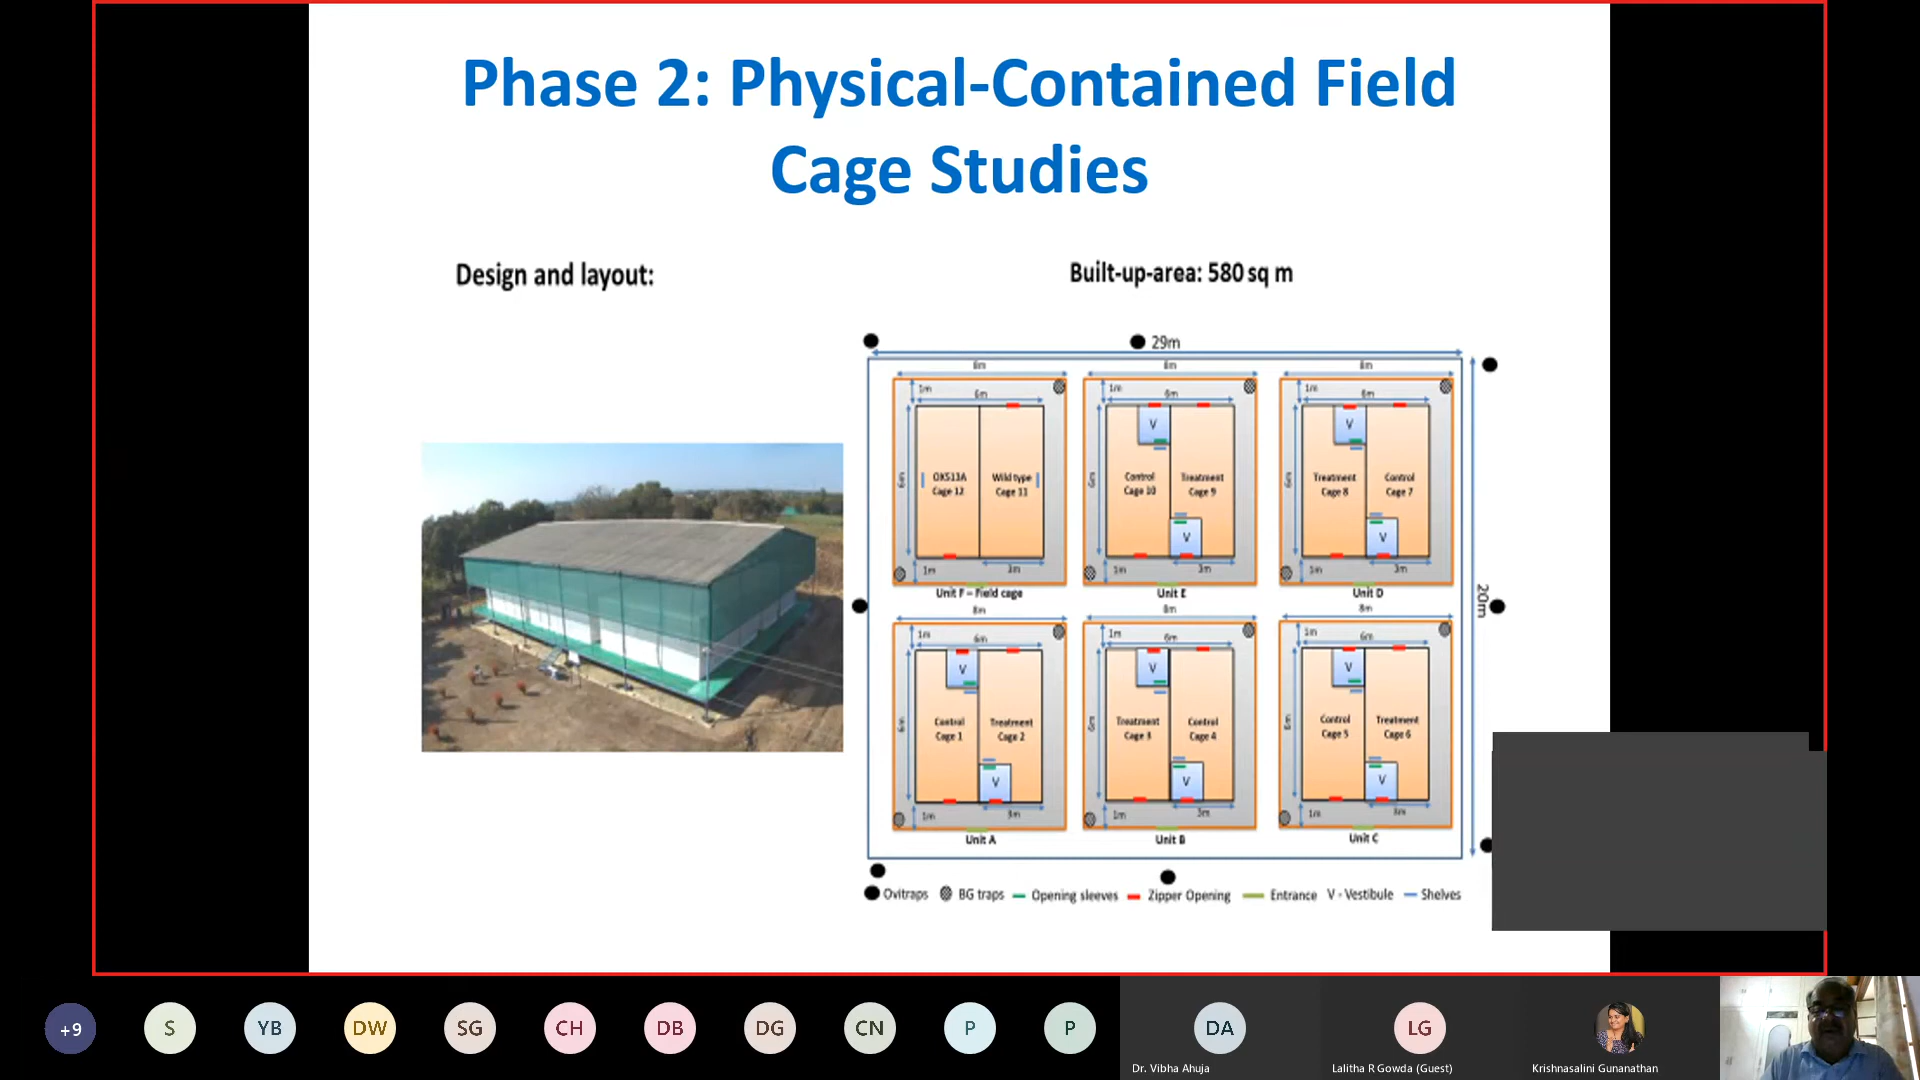 Phase 2: Physical-Contained Field
Cage Studies
Design and layout:
Built-up-area: 580 sq m
29m
8m
8m
8m
1m
6m
1m
6m
1m
6m
V
V
6m
OX513A
Cage 12
Wild type
Cage 11
6m
Control
Cage 10
Treatment
Cage 9
6m
Treatment
Cage 8
Control
Cage 7
V
V
1m
3m
1m
3m
1m
3m
Unit F – Field cage
Unit E
Unit D
20m
8m
8m
8m
1m
6m
1m
6m
1m
6m
V
V
V
6m
Control
Cage 1
Treatment
Cage 2
6m
Treatment
Cage 3
Control
Cage 4
6m
Control
Cage 5
Treatment
Cage 6
V
V
V
1m
3m
1m
3m
1m
3m
Unit A
Unit B
Unit C
Ovitraps
BG traps
Opening sleeves
Zipper Opening
Entrance
V - Vestibule
Shelves
+9
S
YB
DW
SG
CH
DB
DG
CN
P
P
DA
LG
Dr. Vibha Ahuja
Lalitha R Gowda (Guest)
Krishnasalini Gunanathan